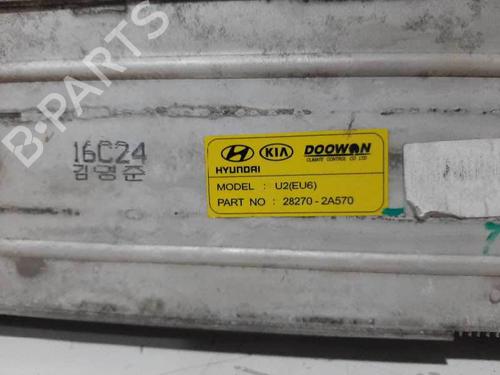 B-PARTS
16C24
김영준
HYUNDAI
KIA
DOOWON
CLIMATE CONTROL CO LTD
MODEL : U2(EU6)
PART NO : 28270 - 2A570